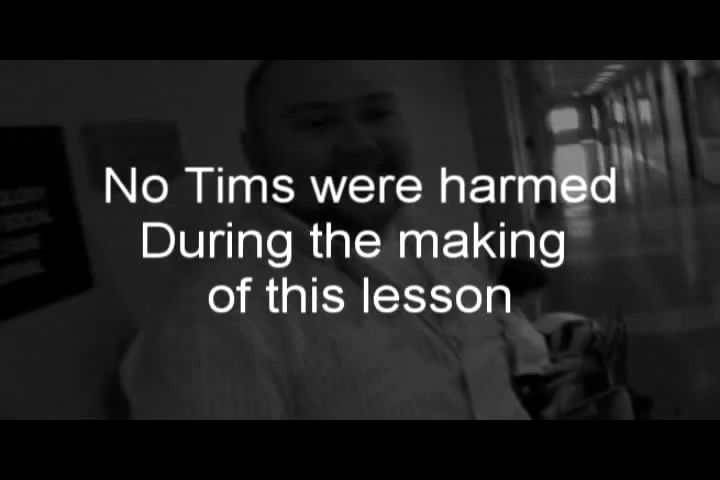 No Tims were harmed
During the making
of this lesson